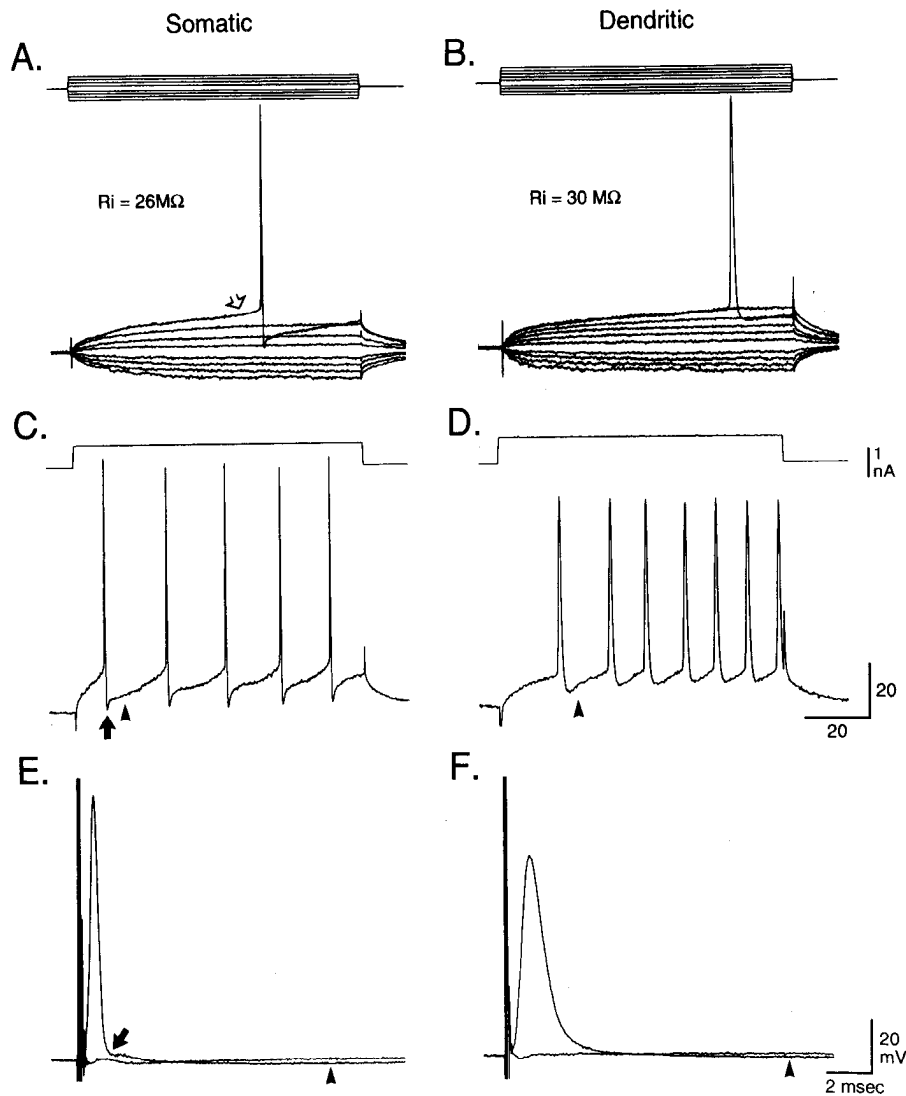 Somatic
Dendritic
A.
B.
Ri = 26MΩ
Ri = 30 MΩ
C.
D.
1
nA
20
20
E.
F.
20
mV
2 msec